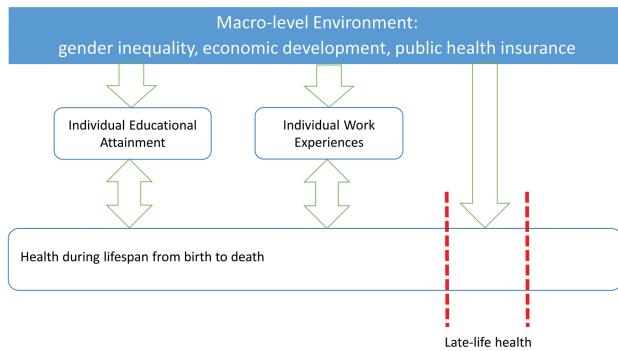 Macro-level Environment:
gender inequality, economic development, public health insurance
Individual Educational
Attainment
Individual Work
Experiences
Health during lifespan from birth to death
Late-life health